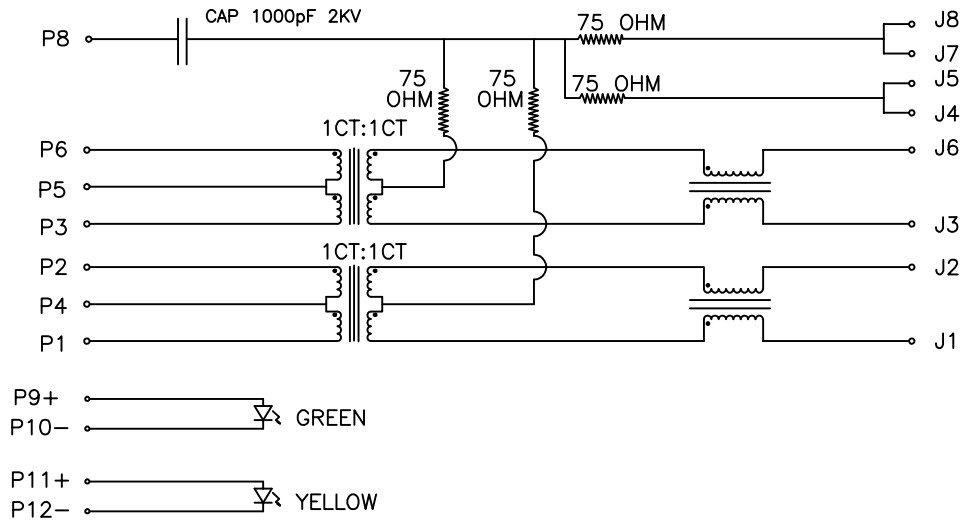 CAP 1000pF 2KV
P8
75 OHM
J8
J7
75 OHM
J5
J4
75
OHM
75
OHM
1CT:1CT
P6
P5
P3
J6
J3
1CT:1CT
P2
P4
P1
J2
J1
P9+
P10-
GREEN
P11+
P12-
YELLOW